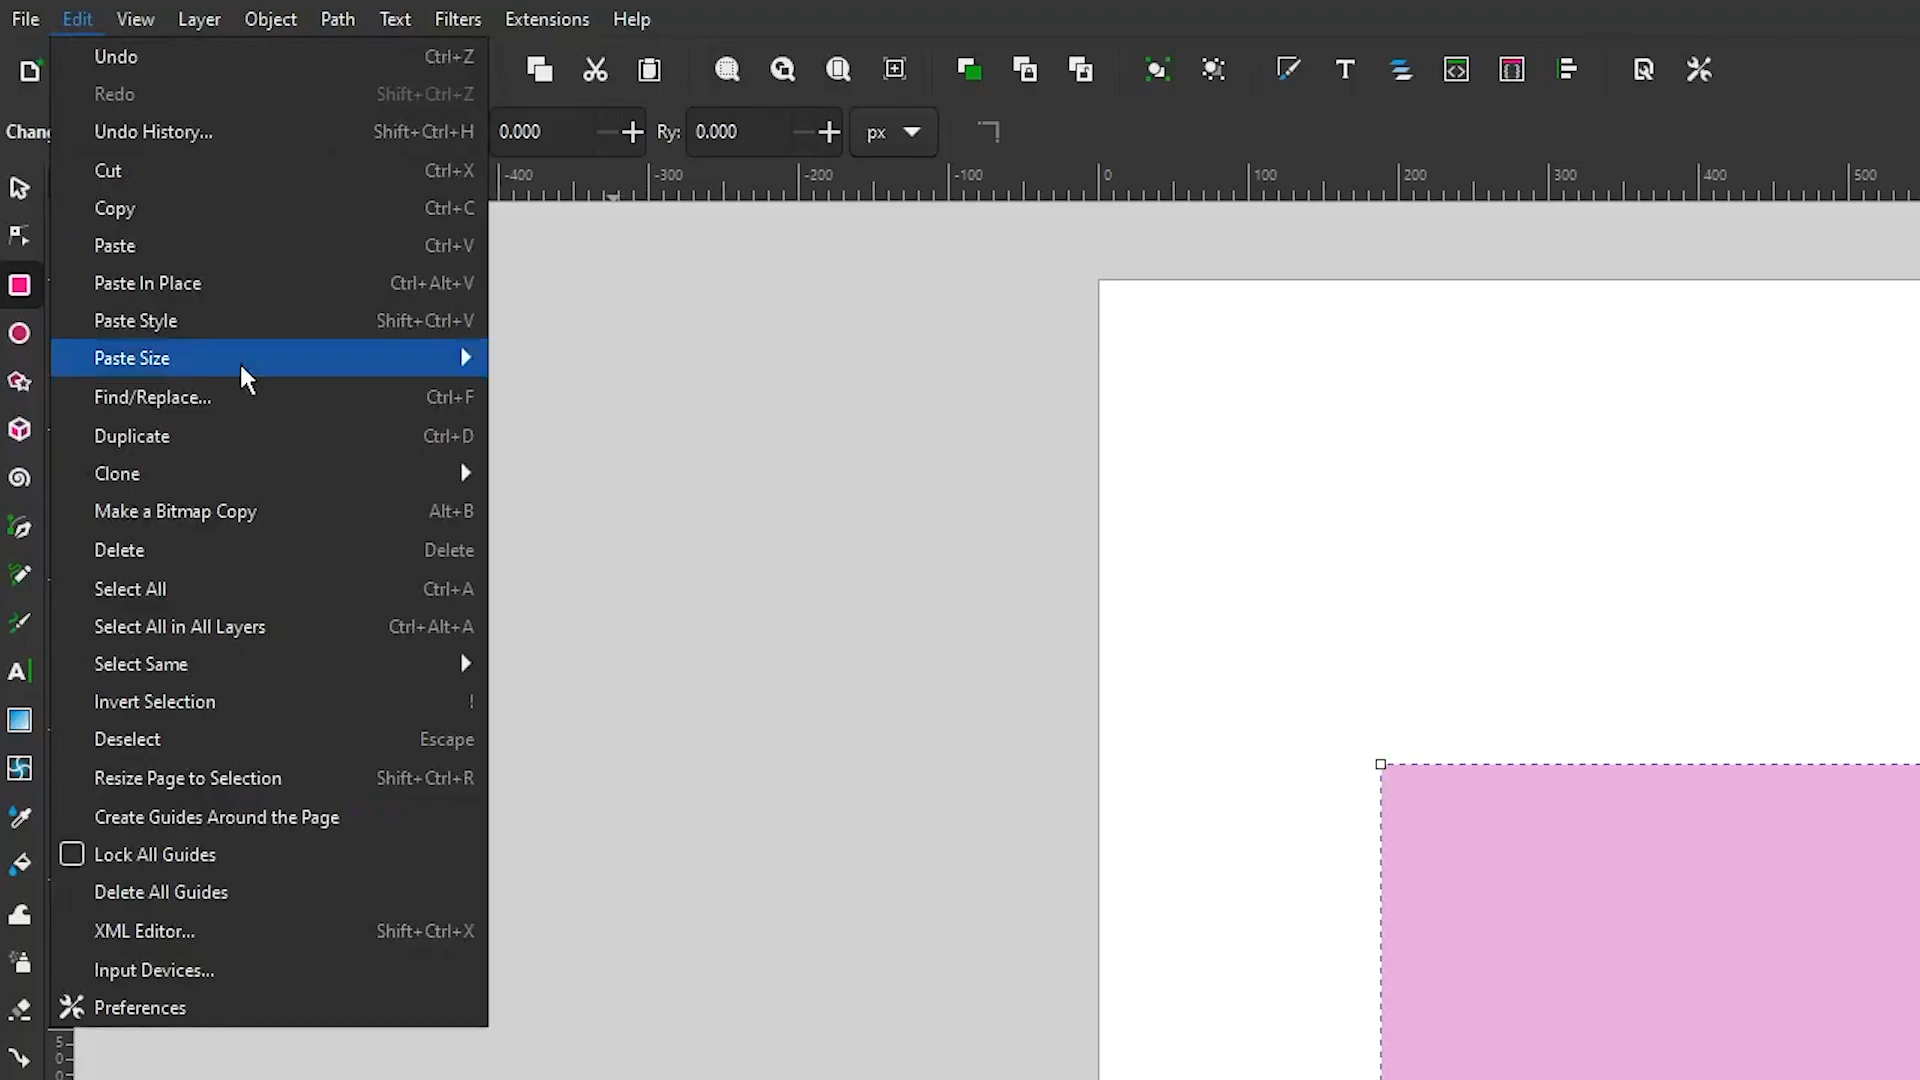 File Edit View Layer Object Path Text Filters Extensions Help
Undo Ctrl+Z
Redo Shift+Ctrl+Z
Chang Undo History... Shift+Ctrl+H 0.000 Ry: 0.000 px
Cut Ctrl+X
-400 -300 -200 -100 0 100 200 300 400 500
Copy Ctrl+C
Paste Ctrl+V
Paste In Place Ctrl+Alt+V
Paste Style Shift+Ctrl+V
Paste Size
Find/Replace... Ctrl+F
Duplicate Ctrl+D
Clone
Make a Bitmap Copy Alt+B
Delete Delete
Select All Ctrl+A
Select All in All Layers Ctrl+Alt+A
Select Same
Invert Selection !
Deselect Escape
Resize Page to Selection Shift+Ctrl+R
Create Guides Around the Page
Lock All Guides
Delete All Guides
XML Editor... Shift+Ctrl+X
Input Devices...
Preferences
5
0